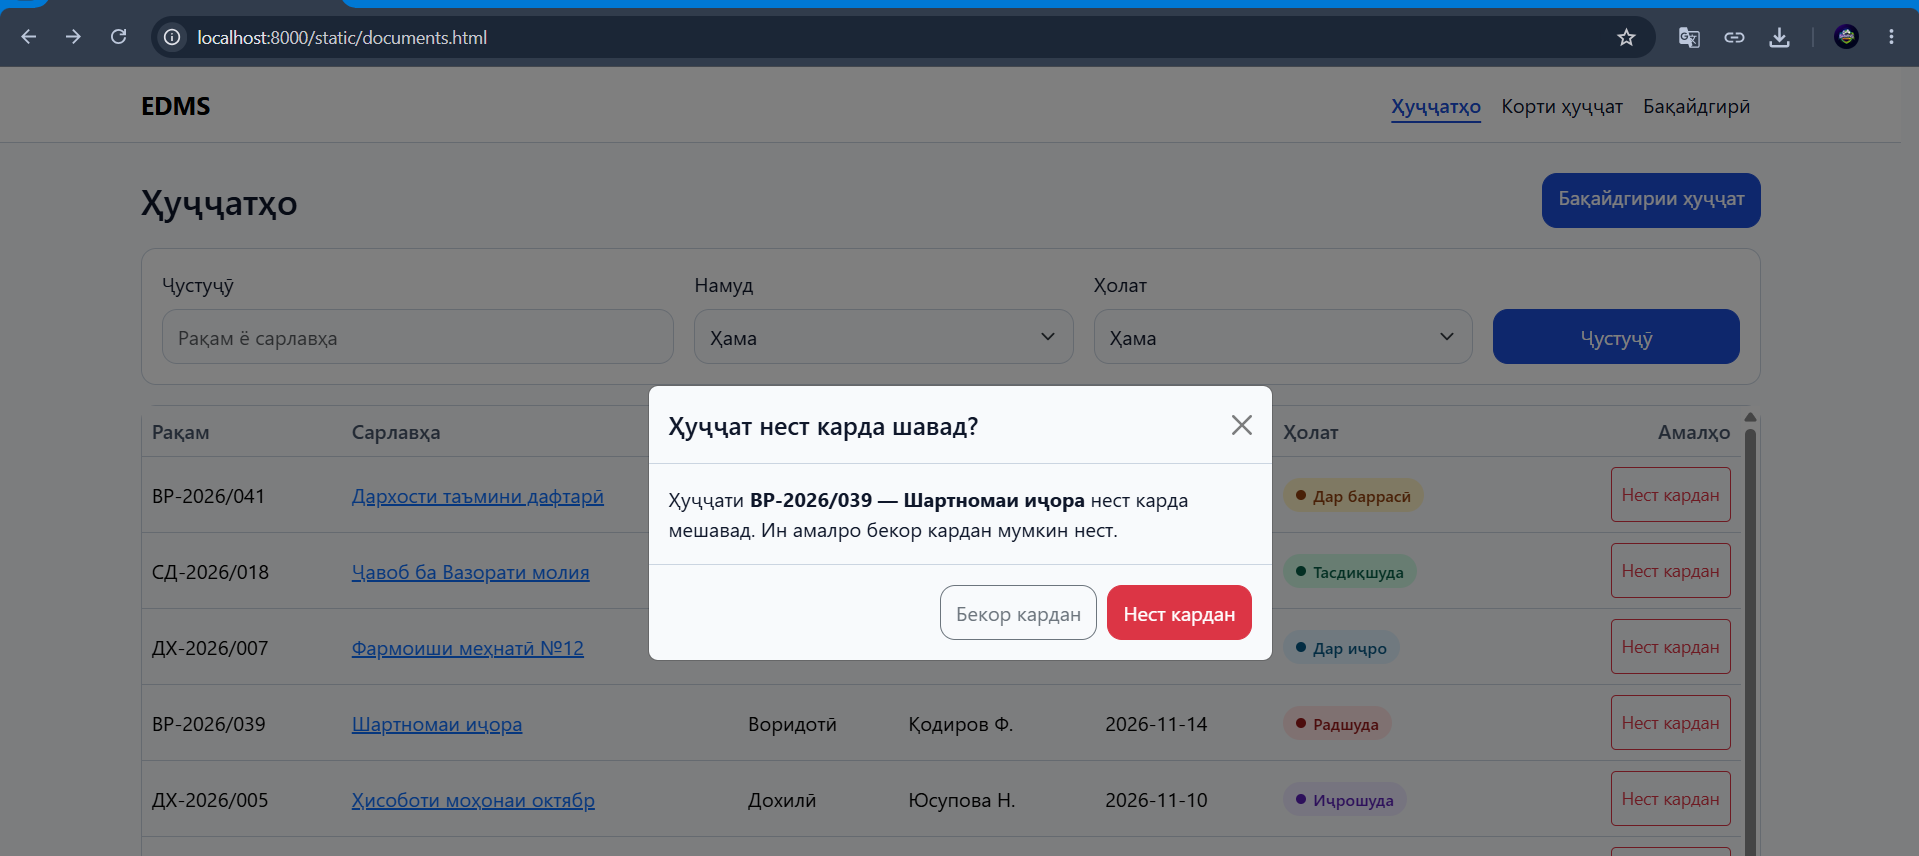 localhost:8000/static/documents.html
EDMS
Ҳуҷҷатҳо Корти ҳуҷҷат Бақайдгирӣ
Ҳуҷҷатҳо
Бақайдгирии ҳуҷҷат
Ҷустуҷӯ Намуд Ҳолат
Рақам ё сарлавҳа Ҳама Ҳама Ҷустуҷӯ
Рақам Сарлавҳа Ҳолат Амалҳо
ВР-2026/041 Дархости таъмини дафтарӣ Дар баррасӣ Нест кардан
СД-2026/018 Ҷавоб ба Вазорати молия Тасдиқшуда Нест кардан
ДХ-2026/007 Фармоиши меҳнатӣ №12 Дар иҷро Нест кардан
ВР-2026/039 Шартномаи иҷора Воридотӣ Қодиров Ф. 2026-11-14 Радшуда Нест кардан
ДХ-2026/005 Ҳисоботи моҳонаи октябр Дохилӣ Юсупова Н. 2026-11-10 Иҷрошуда Нест кардан
Ҳуҷҷат нест карда шавад?
Ҳуҷҷати ВР-2026/039 — Шартномаи иҷора нест карда
мешавад. Ин амалро бекор кардан мумкин нест.
Бекор кардан Нест кардан